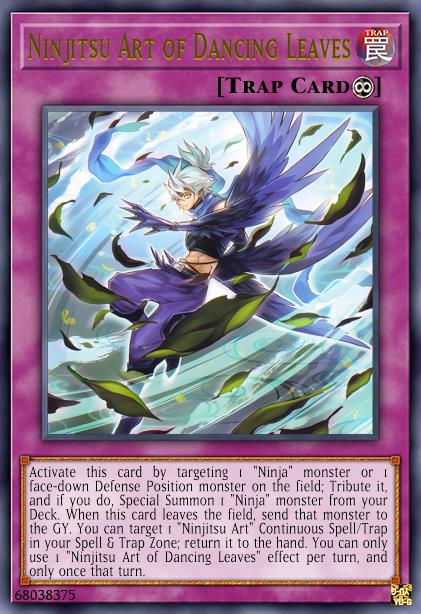 Ninjitsu Art of Dancing Leaves
TRAP
罠
[Trap Card]
Activate this card by targeting 1 "Ninja" monster or 1
face-down Defense Position monster on the field; Tribute it,
and if you do, Special Summon 1 "Ninja" monster from your
Deck. When this card leaves the field, send that monster to
the GY. You can target 1 "Ninjitsu Art" Continuous Spell/Trap
in your Spell & Trap Zone; return it to the hand. You can only
use 1 "Ninjitsu Art of Dancing Leaves" effect per turn, and
only once that turn.
68038375